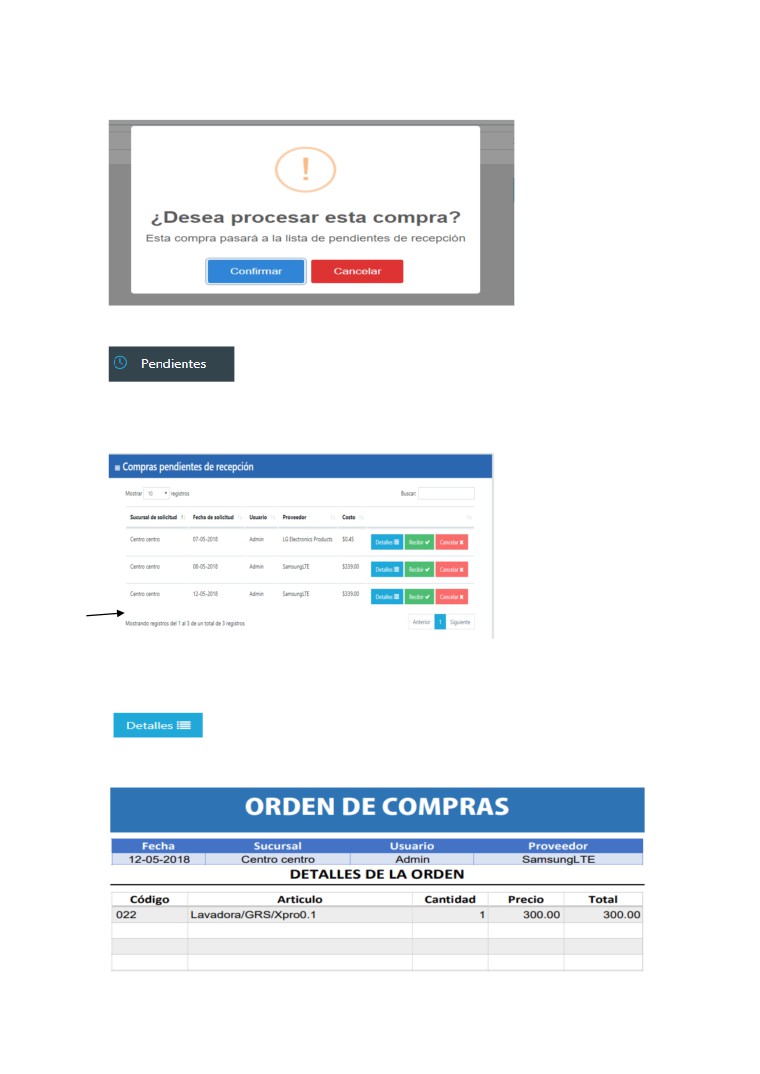 !
¿Desea procesar esta compra?
Esta compra pasará a la lista de pendientes de recepción
Confirmar Cancelar
Pendientes
Compras pendientes de recepción
Mostrar 10 registros Buscar:
Sucursal de solicitud Fecha de solicitud Usuario Proveedor Costo
Centro centro 07-05-2018 Admin LG Electronics Products $0.45 Detalles Recibir Cancelar
Centro centro 08-05-2018 Admin SamsungLTE $339.00 Detalles Recibir Cancelar
Centro centro 12-05-2018 Admin SamsungLTE $339.00 Detalles Recibir Cancelar
Mostrando registros del 1 al 3 de un total de 3 registros Anterior 1 Siguiente
Detalles
ORDEN DE COMPRAS
Fecha Sucursal Usuario Proveedor
12-05-2018 Centro centro Admin SamsungLTE
DETALLES DE LA ORDEN
Código Articulo Cantidad Precio Total
022 Lavadora/GRS/Xpro0.1 1 300.00 300.00